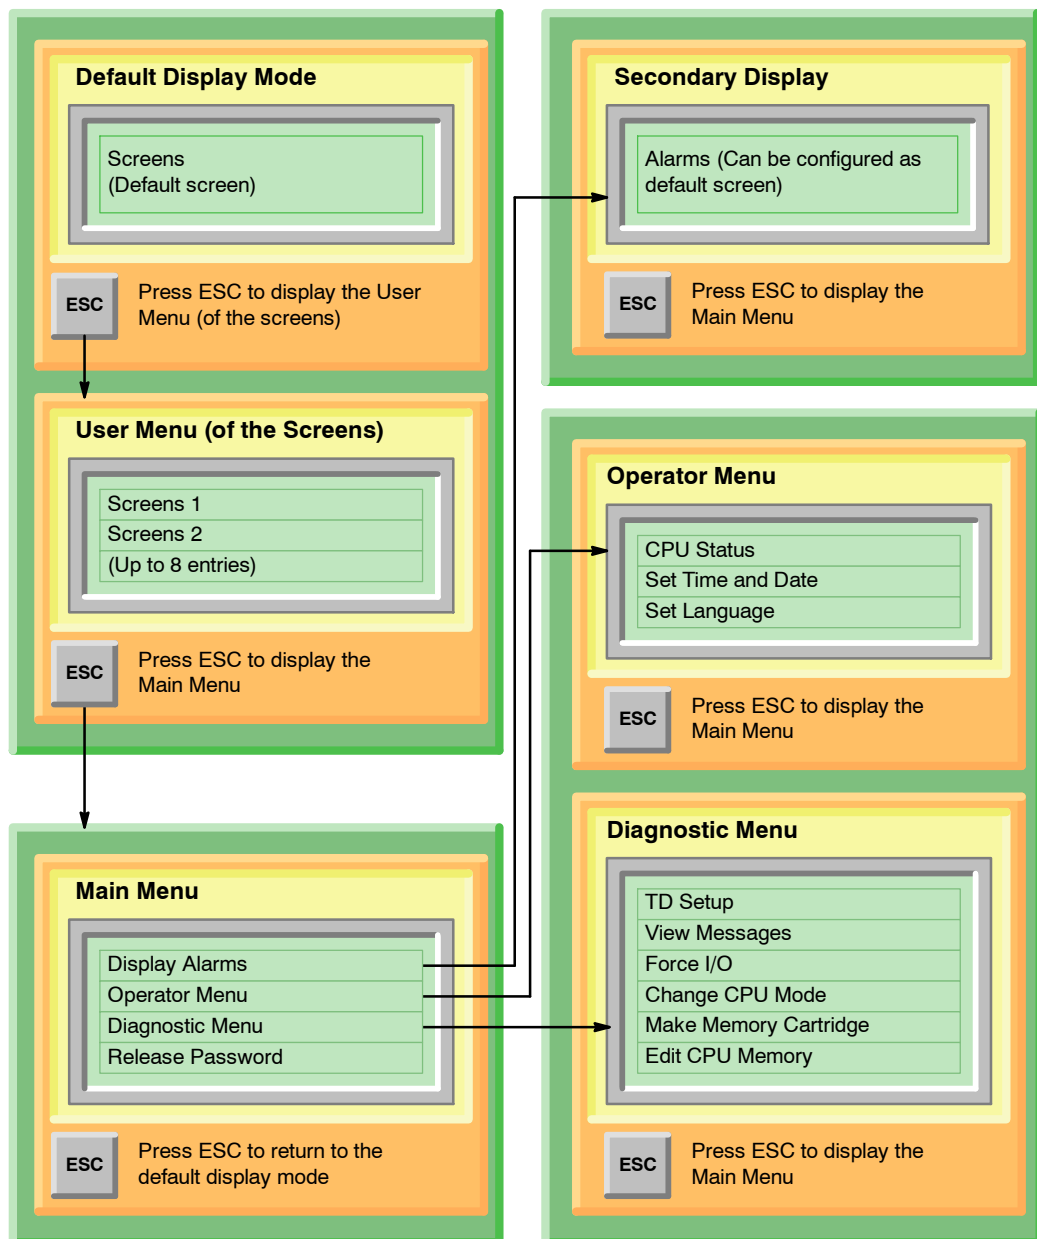 Default Display Mode
Screens
(Default screen)
ESC
Press ESC to display the User
Menu (of the screens)
User Menu (of the Screens)
Screens 1
Screens 2
(Up to 8 entries)
ESC
Press ESC to display the
Main Menu
Main Menu
Display Alarms
Operator Menu
Diagnostic Menu
Release Password
ESC
Press ESC to return to the
default display mode
Secondary Display
Alarms (Can be configured as
default screen)
ESC
Press ESC to display the
Main Menu
Operator Menu
CPU Status
Set Time and Date
Set Language
ESC
Press ESC to display the
Main Menu
Diagnostic Menu
TD Setup
View Messages
Force I/O
Change CPU Mode
Make Memory Cartridge
Edit CPU Memory
ESC
Press ESC to display the
Main Menu